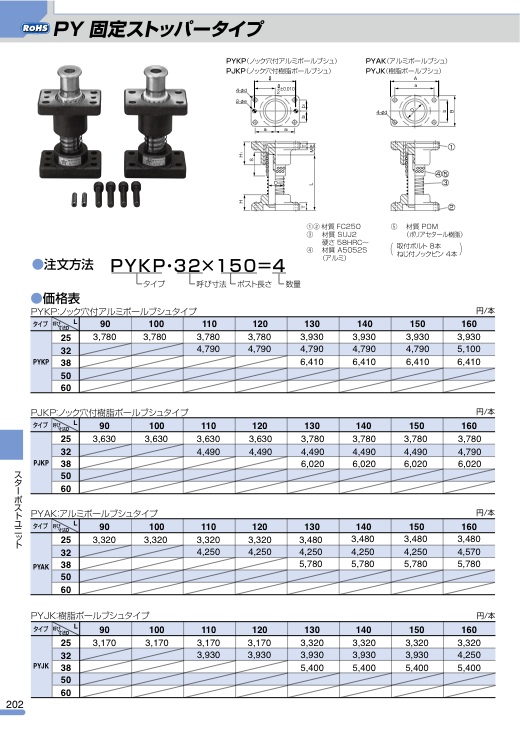 RoHS PY 固定ストッパータイプ
PYKP(ノック穴付アルミボールブシュ)
PJKP(ノック穴付樹脂ボールブシュ)
PYAK(アルミボールブシュ)
PYJK(樹脂ボールブシュ)
①② 材質 FC250
③ 材質 SUJ2
硬さ 58HRC〜
④ 材質 A5052S
(アルミ)
⑤ 材質 POM
(ポリアセタール樹脂)
取付ボルト 8本
ねじ付ノックピン 4本
●注文方法 PYKP・32×150=4
タイプ 呼び寸法 ポスト長さ 数量
●価格表
PYKP:ノック穴付アルミボールブシュタイプ 円/本
タイプ 呼び寸法D L 90 100 110 120 130 140 150 160
PYKP
25 3,780 3,780 3,780 3,780 3,930 3,930 3,930 3,930
32 4,790 4,790 4,790 4,790 4,790 5,100
38 6,410 6,410 6,410 6,410
50
60
PJKP:ノック穴付樹脂ボールブシュタイプ 円/本
タイプ 呼び寸法D L 90 100 110 120 130 140 150 160
PJKP
25 3,630 3,630 3,630 3,630 3,780 3,780 3,780 3,780
32 4,490 4,490 4,490 4,490 4,490 4,790
38 6,020 6,020 6,020 6,020
50
60
PYAK:アルミボールブシュタイプ 円/本
タイプ 呼び寸法D L 90 100 110 120 130 140 150 160
PYAK
25 3,320 3,320 3,320 3,320 3,480 3,480 3,480 3,480
32 4,250 4,250 4,250 4,250 4,250 4,570
38 5,780 5,780 5,780 5,780
50
60
PYJK:樹脂ボールブシュタイプ 円/本
タイプ 呼び寸法D L 90 100 110 120 130 140 150 160
PYJK
25 3,170 3,170 3,170 3,170 3,320 3,320 3,320 3,320
32 3,930 3,930 3,930 3,930 3,930 4,250
38 5,400 5,400 5,400 5,400
50
60
スターポストユニット
202